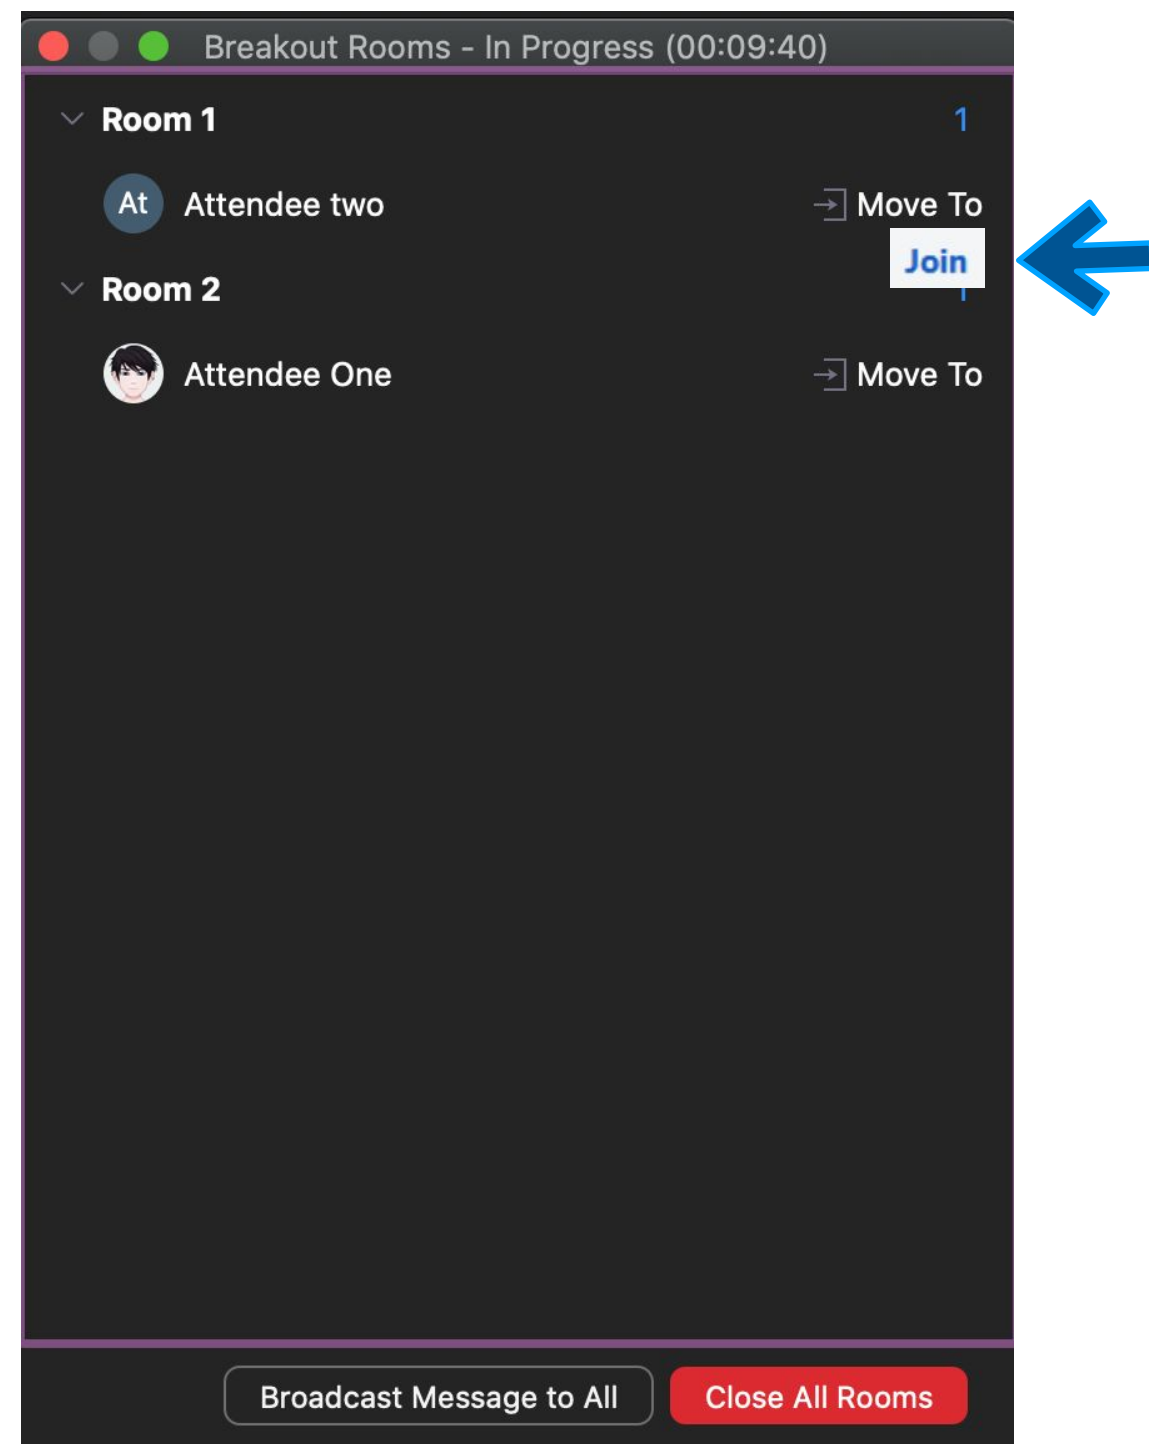 Breakout Rooms - In Progress (00:09:40)
Room 1 1
At Attendee two Move To
Join
Room 2
Attendee One Move To
Broadcast Message to All Close All Rooms